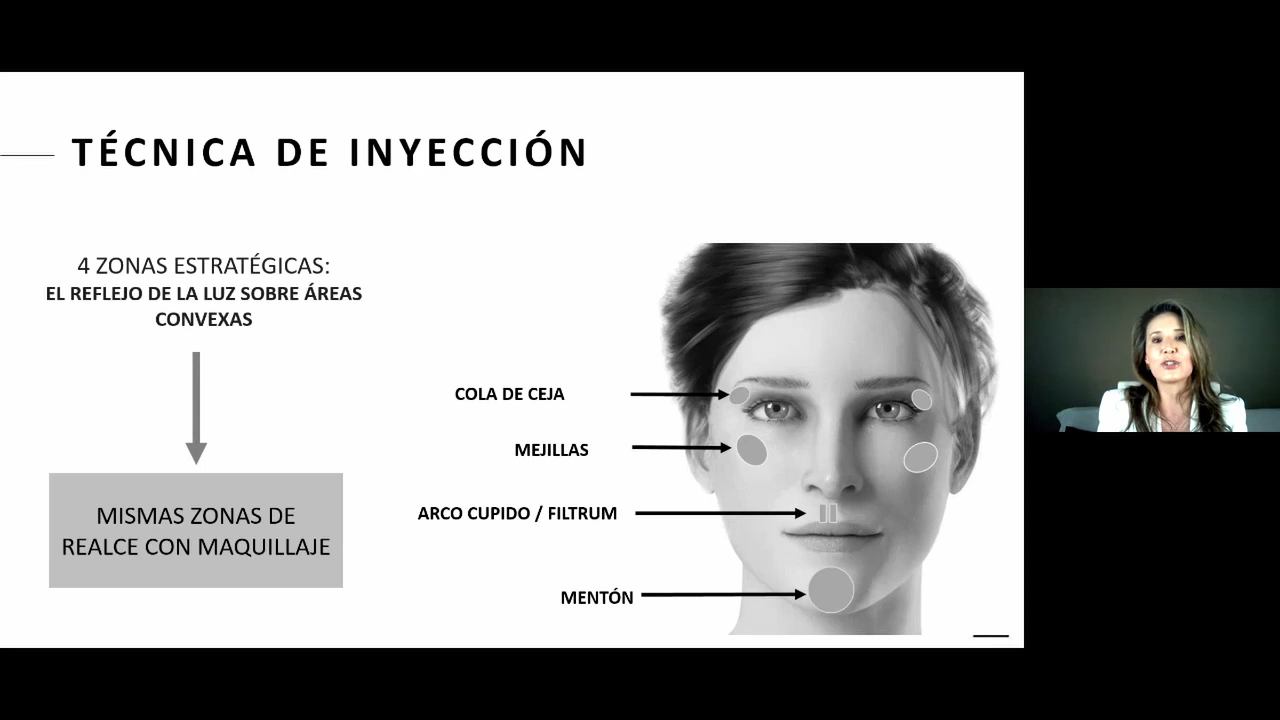 TÉCNICA DE INYECCIÓN
4 ZONAS ESTRATÉGICAS:
EL REFLEJO DE LA LUZ SOBRE ÁREAS
CONVEXAS
MISMAS ZONAS DE
REALCE CON MAQUILLAJE
COLA DE CEJA
MEJILLAS
ARCO CUPIDO / FILTRUM
MENTÓN